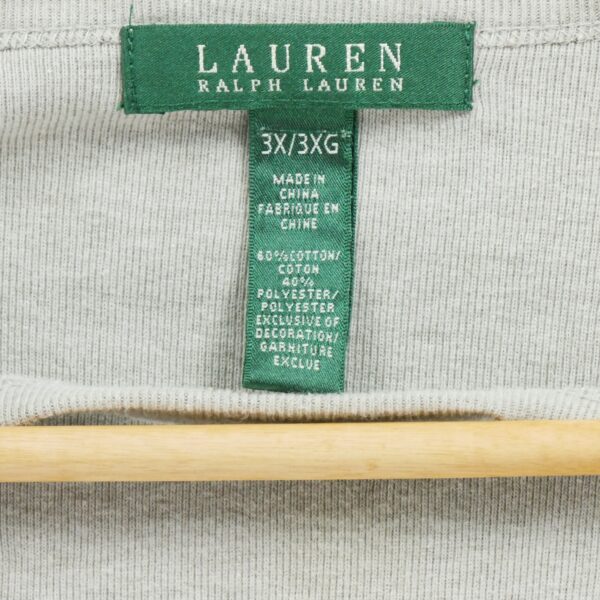 LAUREN
RALPH LAUREN
3X/3XG
MADE IN
CHINA
FABRIQUE EN
CHINE
60%COTTON/
COTON
40%
POLYESTER/
POLYESTER
EXCLUSIVE OF
DECORATION/
GARNITURE
EXCLUE